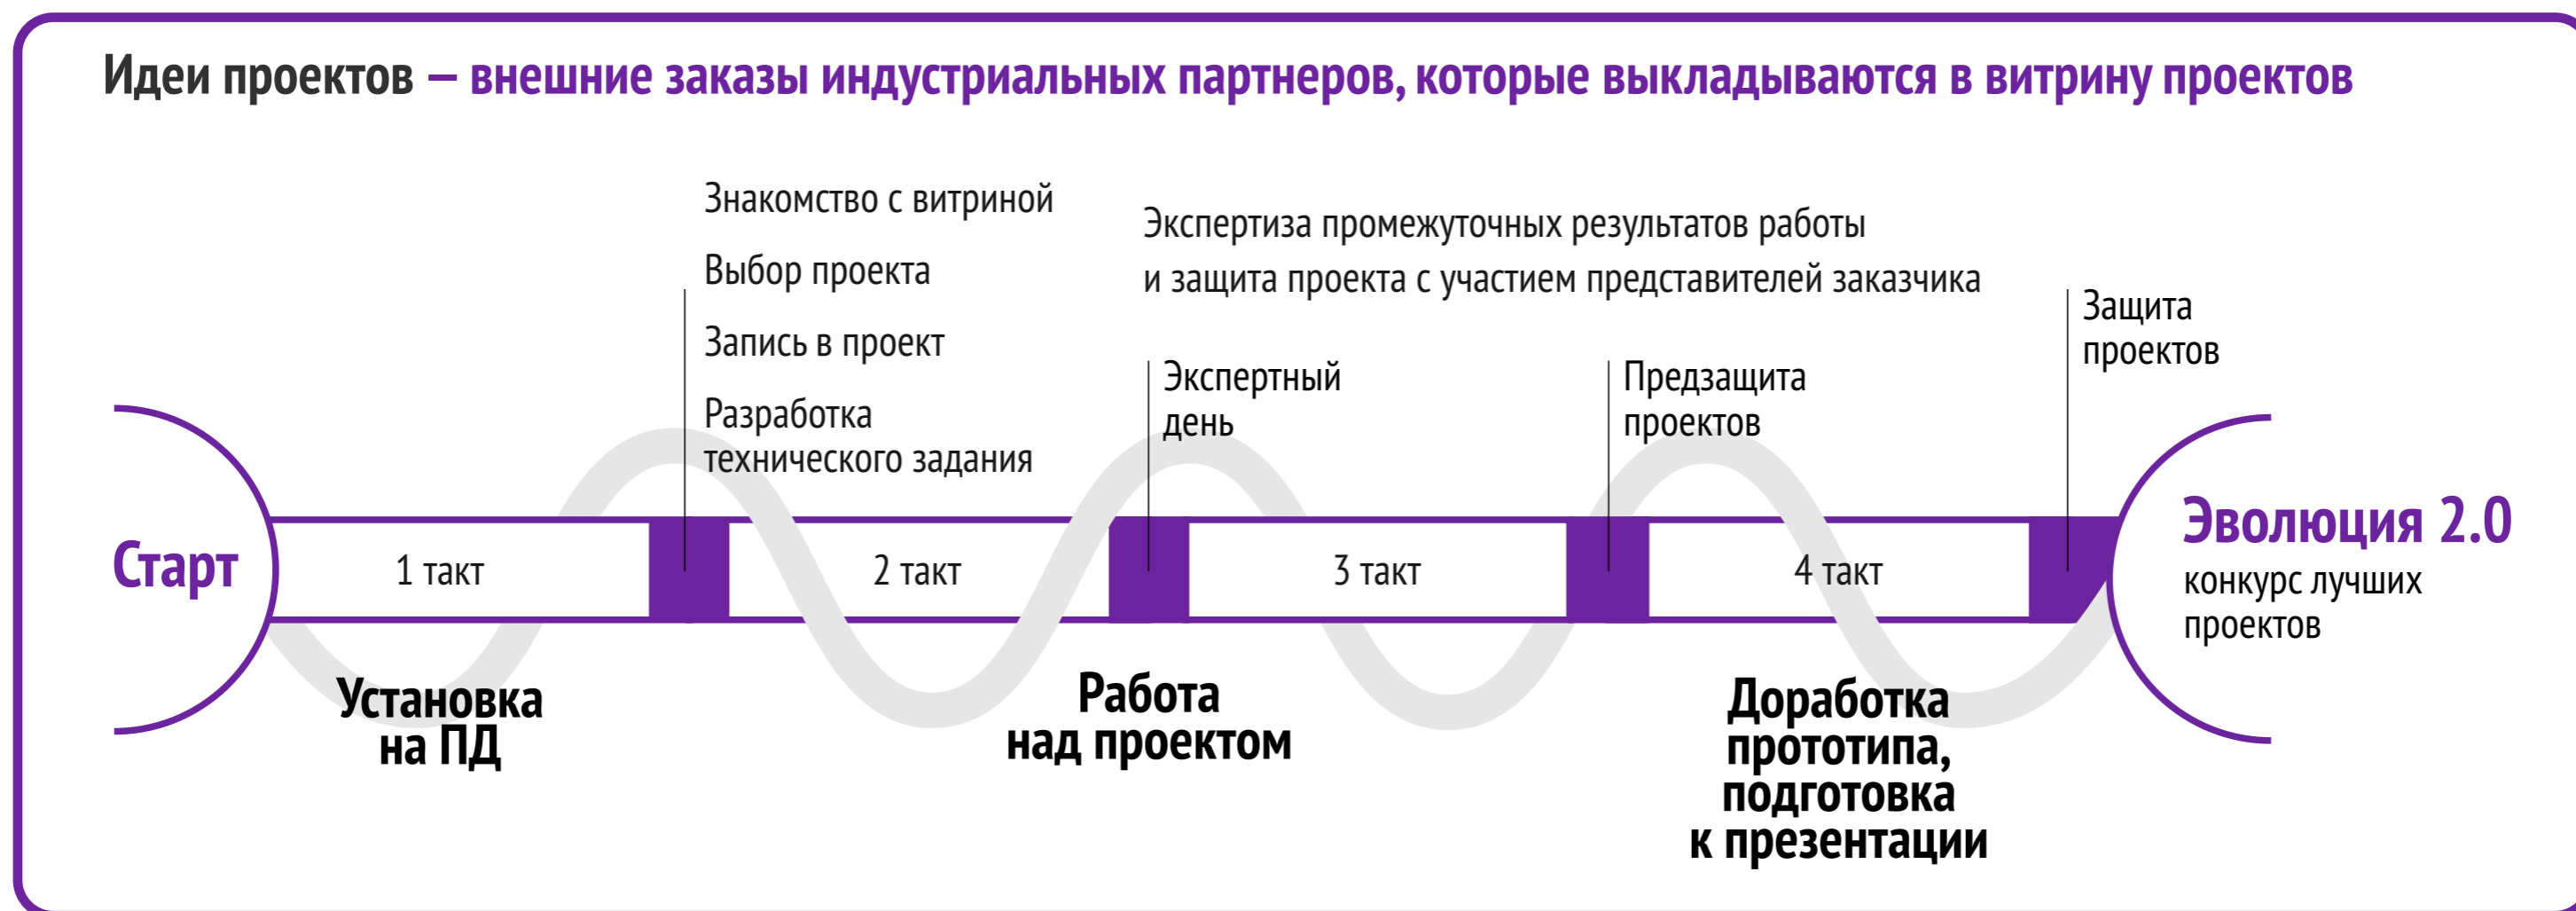 Идеи проектов — внешние заказы индустриальных партнеров, которые выкладываются в витрину проектов
Знакомство с витриной
Выбор проекта
Запись в проект
Разработка
технического задания
Экспертиза промежуточных результатов работы
и защита проекта с участием представителей заказчика
Экспертный
день
Предзащита
проектов
Защита
проектов
Старт
1 такт
2 такт
3 такт
4 такт
Эволюция 2.0
конкурс лучших
проектов
Установка
на ПД
Работа
над проектом
Доработка
прототипа,
подготовка
к презентации